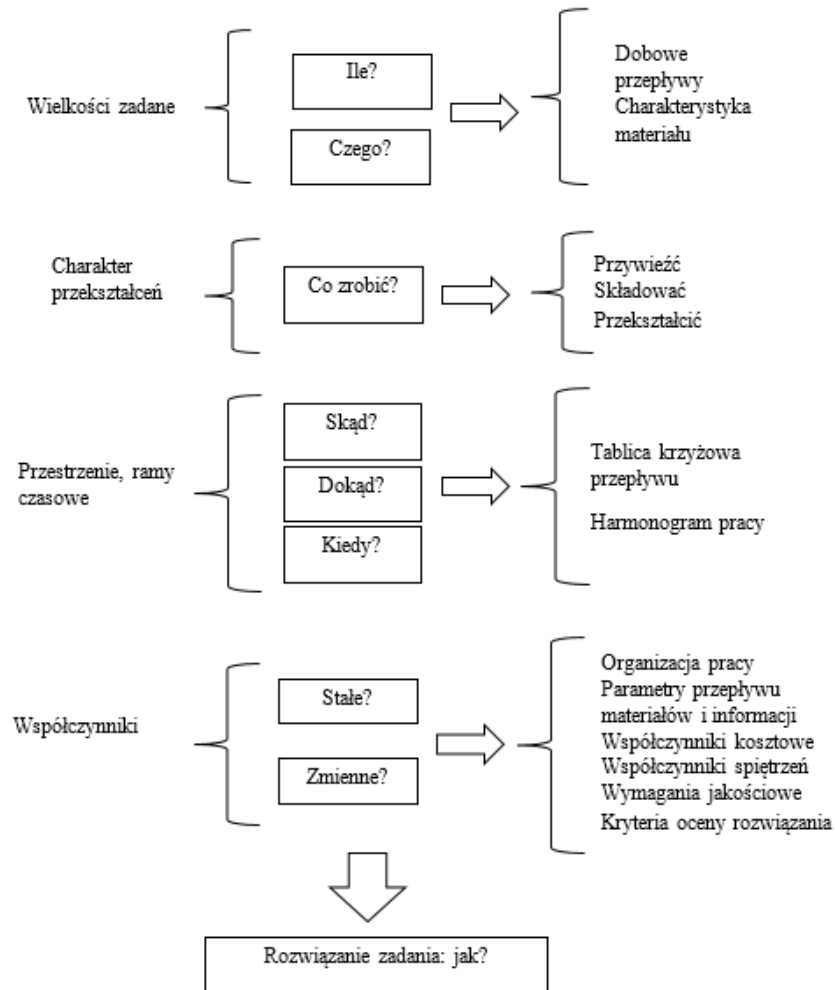 Wielkości zadane
Ile?
Czego?
Dobowe
przepływy
Charakterystyka
materiału
Charakter
przekształceń
Co zrobić?
Przywieźć
Składować
Przekształcić
Przestrzenie, ramy
czasowe
Skąd?
Dokąd?
Kiedy?
Tablica krzyżowa
przepływu
Harmonogram pracy
Współczynniki
Stałe?
Zmienne?
Organizacja pracy
Parametry przepływu
materiałów i informacji
Współczynniki kosztowe
Współczynniki spiętrzeń
Wymagania jakościowe
Kryteria oceny rozwiązania
Rozwiązanie zadania: jak?